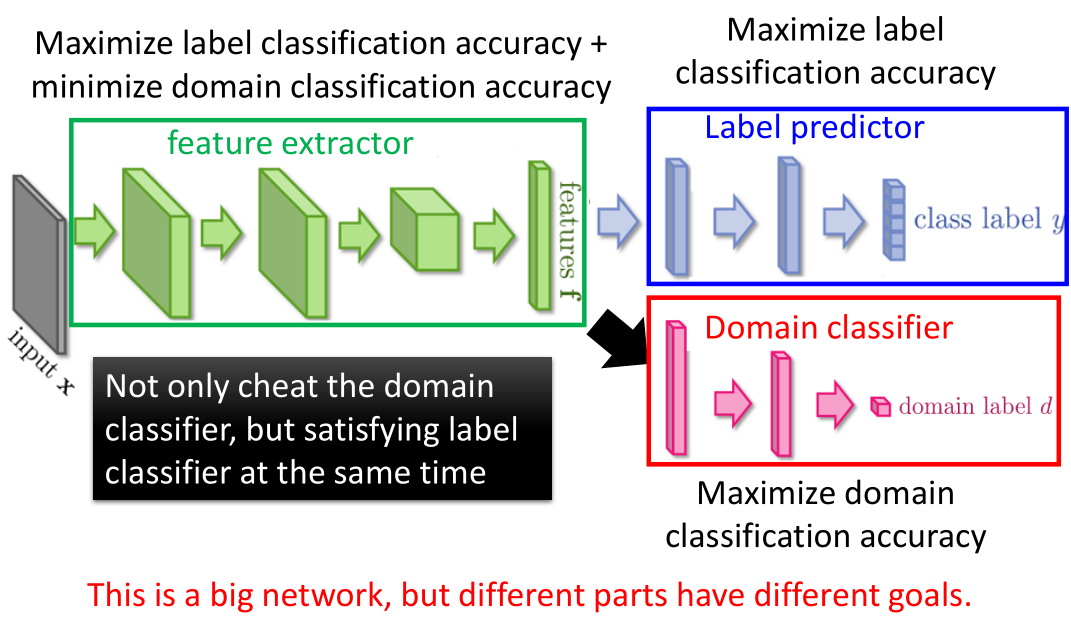 Maximize label classification accuracy +
minimize domain classification accuracy
Maximize label
classification accuracy
feature extractor
features f
input x
Label predictor
class label y
Domain classifier
domain label d
Not only cheat the domain
classifier, but satisfying label
classifier at the same time
Maximize domain
classification accuracy
This is a big network, but different parts have different goals.